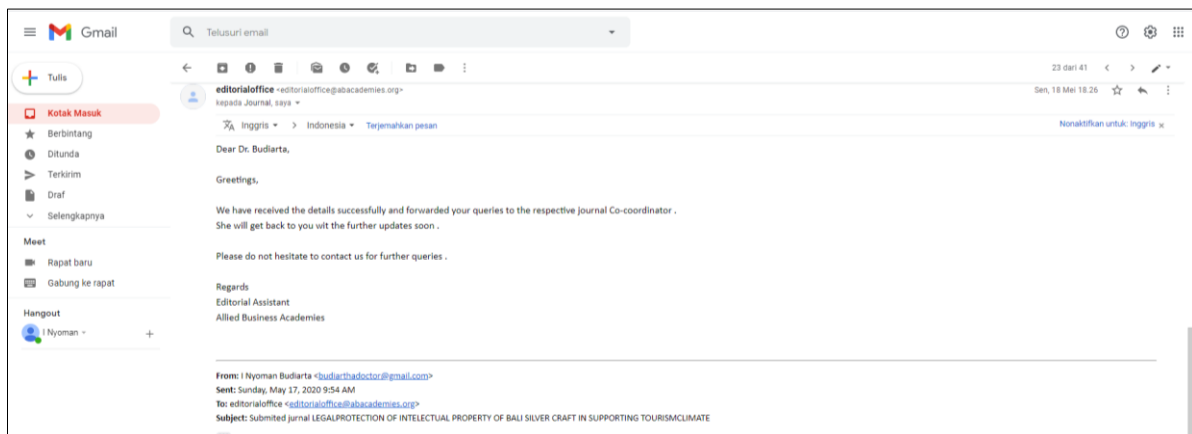 Gmail
Telusuri email
Tulis
23 dari 41
Kotak Masuk
Berbintang
Ditunda
Terkirim
Draf
Selengkapnya
Meet
Rapat baru
Gabung ke rapat
Hangout
I Nyoman
editorialoffice <editorialoffice@abacademies.org>
Sen, 18 Mei 18.26
kepada Journal, saya
Inggris > Indonesia Terjemahkan pesan
Nonaktifkan untuk: Inggris x
Dear Dr. Budiarta,
Greetings,
We have received the details successfully and forwarded your queries to the respective journal Co-coordinator .
She will get back to you wit the further updates soon .
Please do not hesitate to contact us for further queries .
Regards
Editorial Assistant
Allied Business Academies
From: I Nyoman Budiarta <budiarthadoctor@gmail.com>
Sent: Sunday, May 17, 2020 9:54 AM
To: editorialoffice <editorialoffice@abacademies.org>
Subject: Submited jurnal LEGALPROTECTION OF INTELECTUAL PROPERTY OF BALI SILVER CRAFT IN SUPPORTING TOURISMCLIMATE